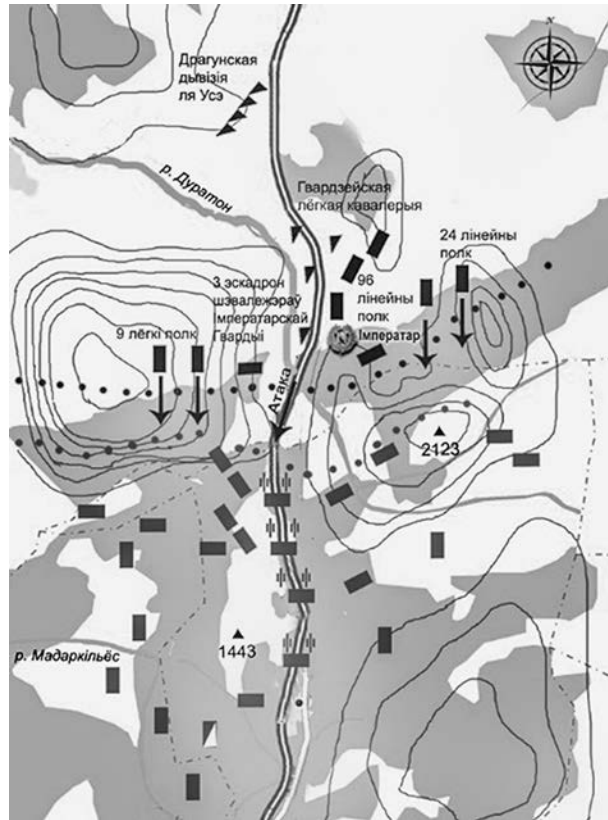 N
Драгунская
дывізія
ля Усэ
р. Дуратон
Гвардзейская
лёгкая кавалерыя
24 лінейны
полк
3 эскадрон
шэвалежэраў
Імператарскай
Гвардыі
96
лінейны
полк
Імператар
9 лёгкі полк
Атака
2123
1443
р. Мадаркільёс